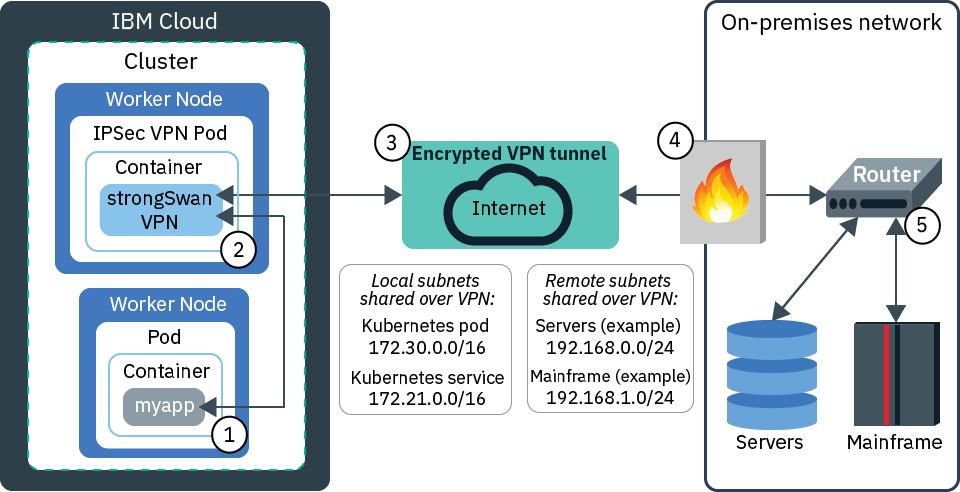 IBM Cloud
Cluster
Worker Node
IPSec VPN Pod
Container
strongSwan
VPN
2
Worker Node
Pod
Container
myapp
1
3
Encrypted VPN tunnel
Internet
Local subnets
shared over VPN:
Kubernetes pod
172.30.0.0/16
Kubernetes service
172.21.0.0/16
Remote subnets
shared over VPN:
Servers (example)
192.168.0.0/24
Mainframe (example)
192.168.1.0/24
On-premises network
4
Router
5
Servers
Mainframe